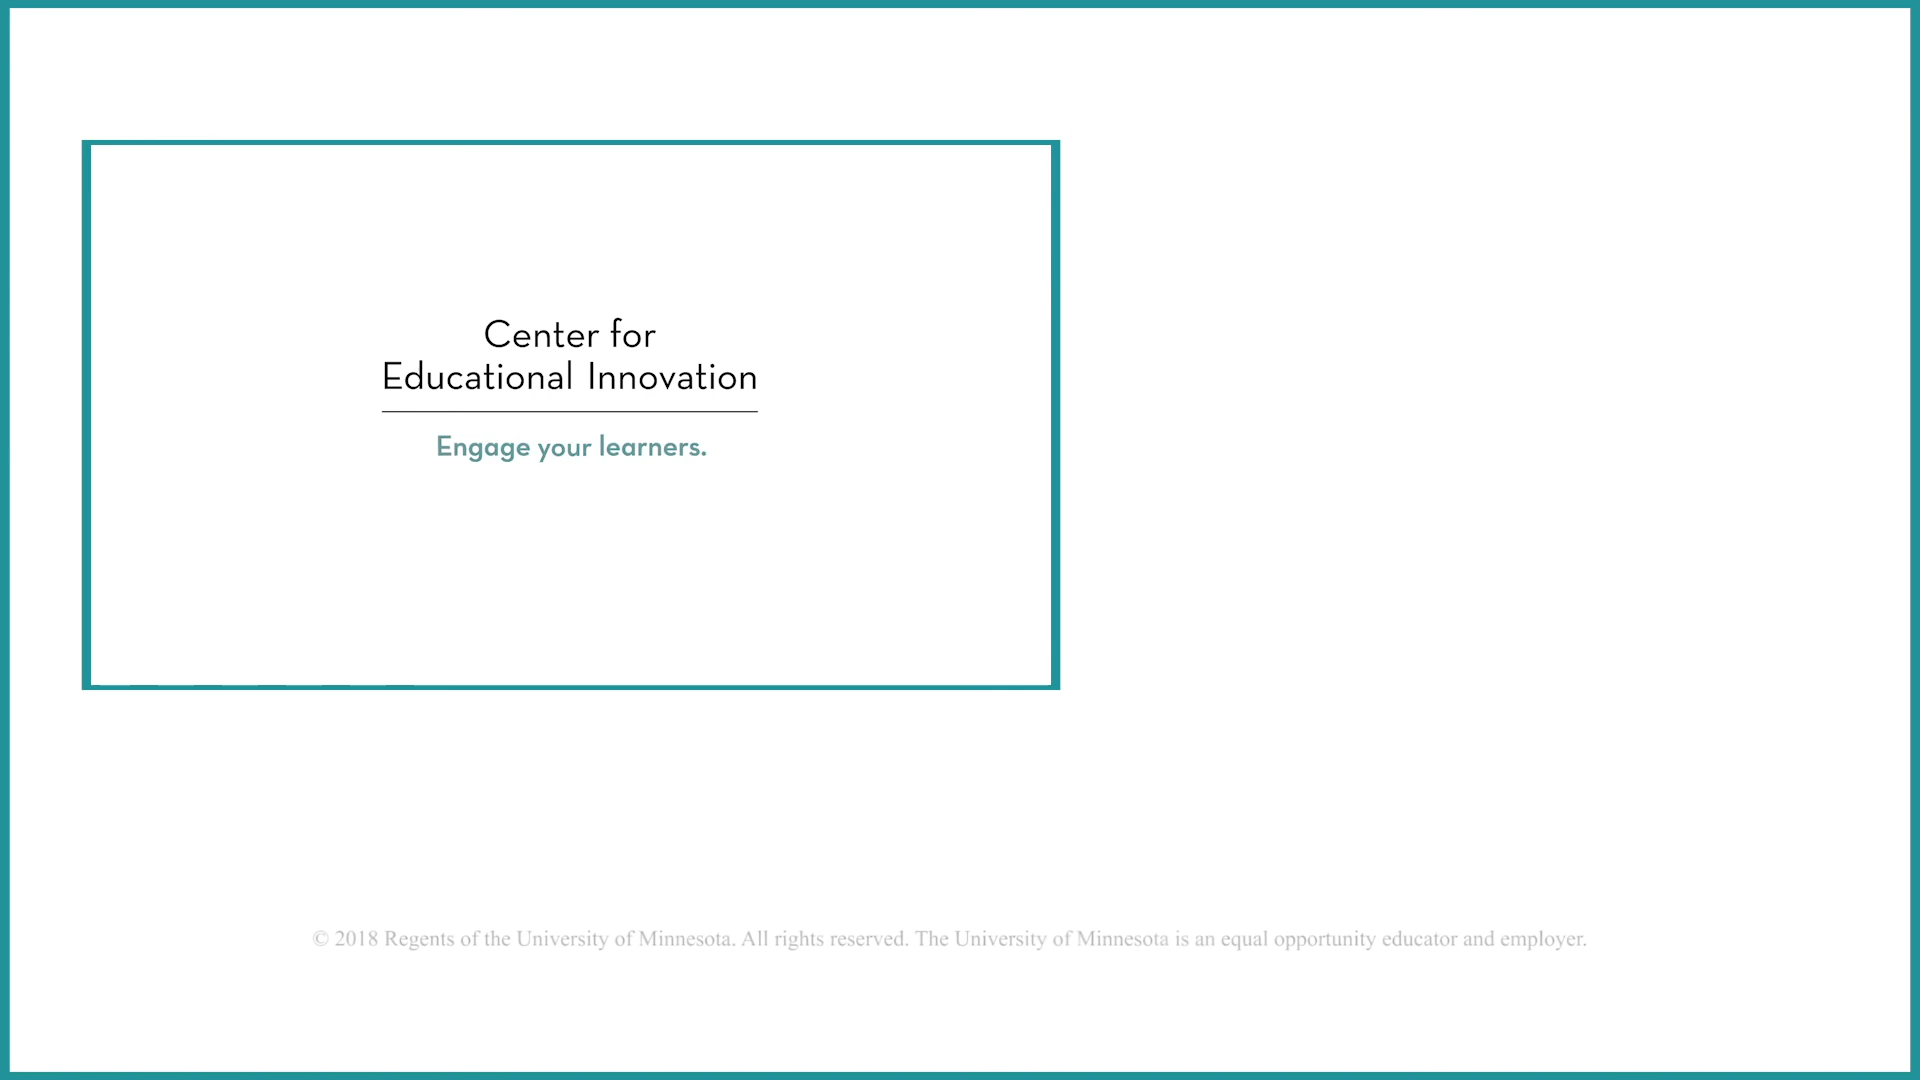 Center for
Educational Innovation
Engage your learners.
© 2018 Regents of the University of Minnesota. All rights reserved. The University of Minnesota is an equal opportunity educator and employer.